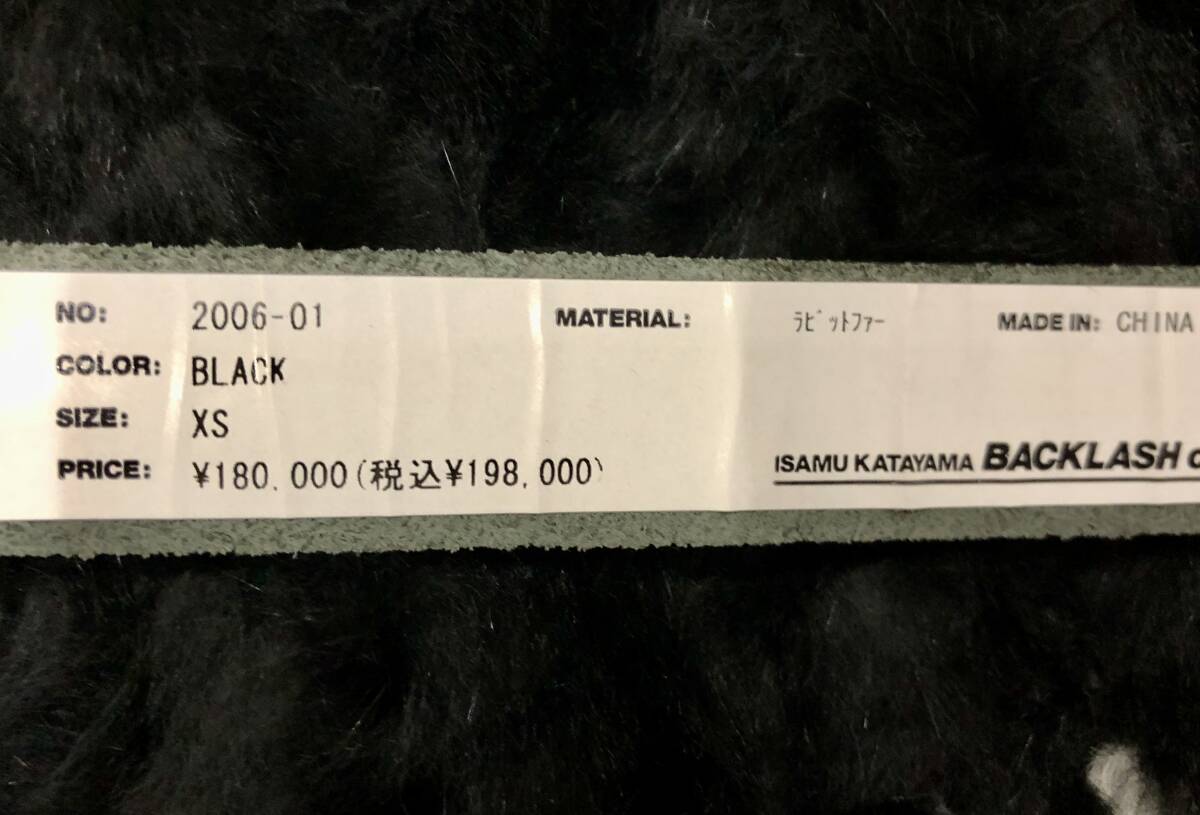 NO: 2006-01 MATERIAL: ﾗﾋﾞｯﾄﾌｧｰ MADE IN: CHINA
COLOR: BLACK
SIZE: XS
PRICE: ¥180,000(税込¥198,000)
ISAMU KATAYAMA BACKLASH